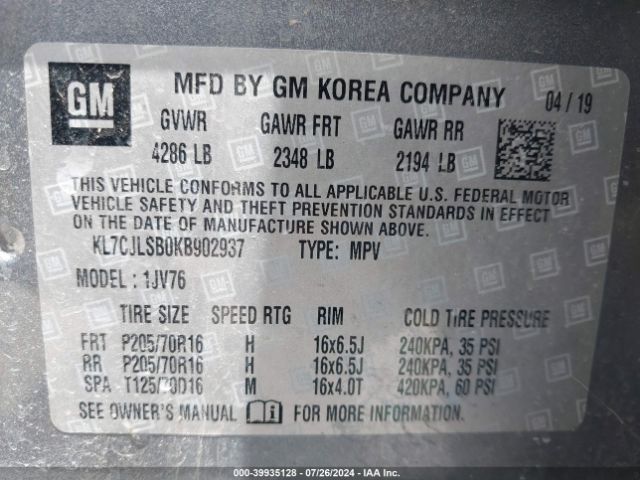 GM MFD BY GM KOREA COMPANY 04 / 19
GVWR GAWR FRT GAWR RR
4286 LB 2348 LB 2194 LB
THIS VEHICLE CONFORMS TO ALL APPLICABLE U.S. FEDERAL MOTOR
VEHICLE SAFETY AND THEFT PREVENTION STANDARDS IN EFFECT
ON THE DATE OF MANUFACTURE SHOWN ABOVE.
KL7CJLSB0KB902937 TYPE: MPV
MODEL : 1JV76
TIRE SIZE SPEED RTG RIM COLD TIRE PRESSURE
FRT P205/70R16 H 16x6.5J 240KPA, 35 PSI
RR P205/70R16 H 16x6.5J 240KPA, 35 PSI
SPA T125/70D16 M 16x4.0T 420KPA, 60 PSI
SEE OWNER'S MANUAL FOR MORE INFORMATION.
000-39935128 - 07/26/2024 - IAA Inc.